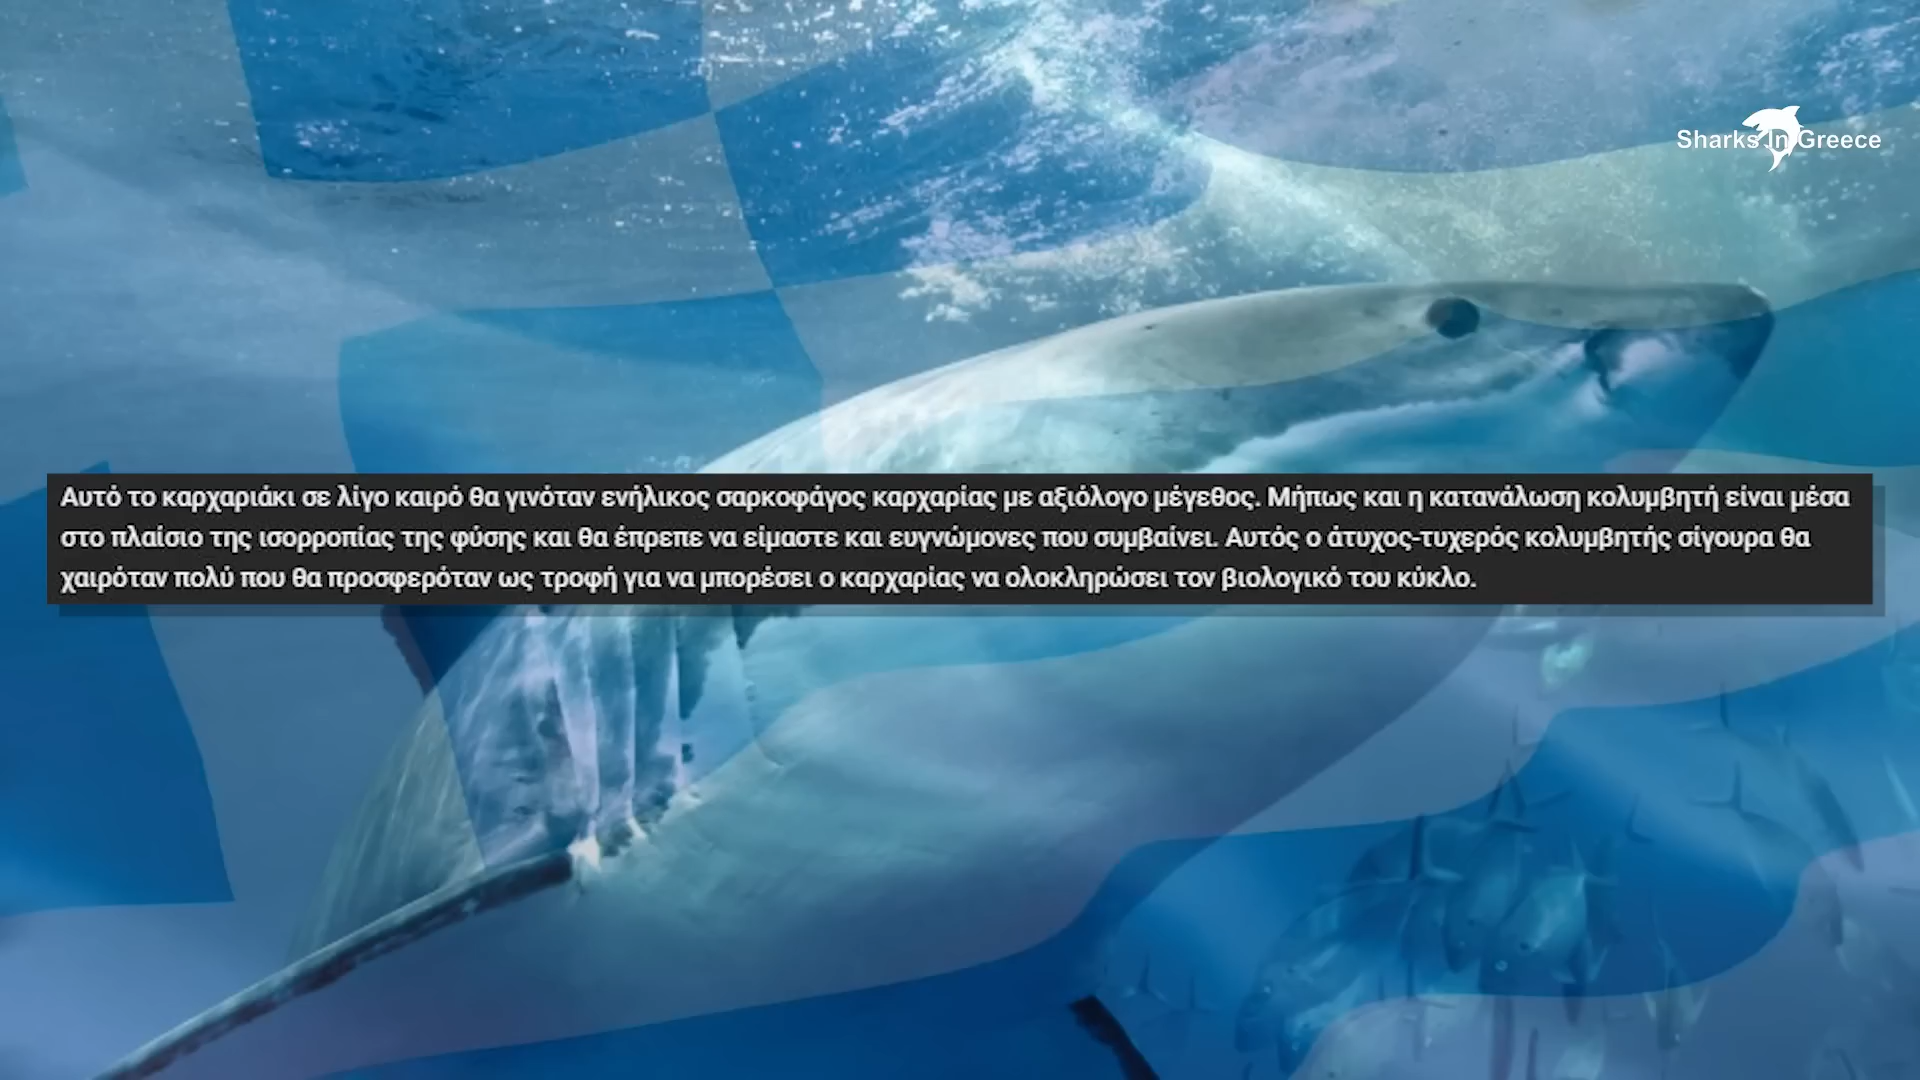 Sharks In Greece
Αυτό το καρχαριάκι σε λίγο καιρό θα γινόταν ενήλικος σαρκοφάγος καρχαρίας με αξιόλογο μέγεθος. Μήπως και η κατανάλωση κολυμβητή είναι μέσα
στο πλαίσιο της ισορροπίας της φύσης και θα έπρεπε να είμαστε και ευγνώμονες που συμβαίνει. Αυτός ο άτυχος-τυχερός κολυμβητής σίγουρα θα
χαιρόταν πολύ που θα προσφερόταν ως τροφή για να μπορέσει ο καρχαρίας να ολοκληρώσει τον βιολογικό του κύκλο.